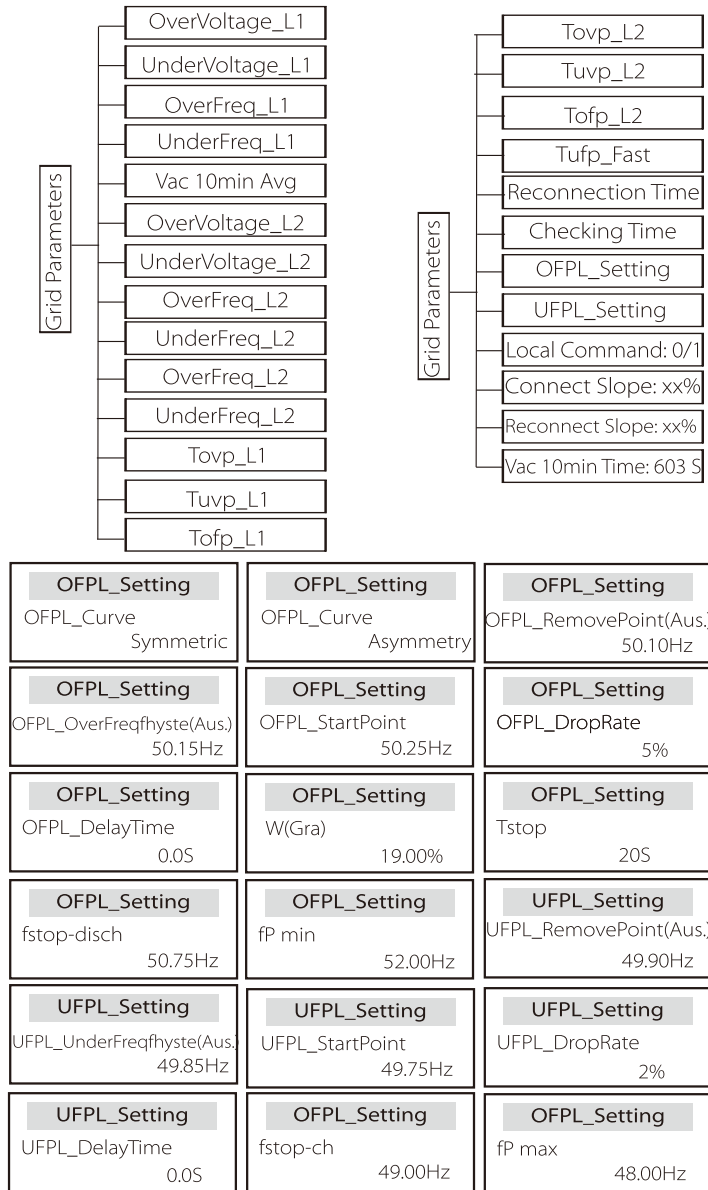 Grid Parameters
OverVoltage_L1
UnderVoltage_L1
OverFreq_L1
UnderFreq_L1
Vac 10min Avg
OverVoltage_L2
UnderVoltage_L2
OverFreq_L2
UnderFreq_L2
OverFreq_L2
UnderFreq_L2
Tovp_L1
Tuvp_L1
Tofp_L1
Grid Parameters
Tovp_L2
Tuvp_L2
Tofp_L2
Tufp_Fast
Reconnection Time
Checking Time
OFPL_Setting
UFPL_Setting
Local Command: 0/1
Connect Slope: xx%
Reconnect Slope: xx%
Vac 10min Time: 603 S
OFPL_Setting
OFPL_Curve
Symmetric
OFPL_Setting
OFPL_Curve
Asymmetry
OFPL_Setting
OFPL_RemovePoint(Aus.)
50.10Hz
OFPL_Setting
OFPL_OverFreqfhyste(Aus.)
50.15Hz
OFPL_Setting
OFPL_StartPoint
50.25Hz
OFPL_Setting
OFPL_DropRate
5%
OFPL_Setting
OFPL_DelayTime
0.0S
OFPL_Setting
W(Gra)
19.00%
OFPL_Setting
Tstop
20S
OFPL_Setting
fstop-disch
50.75Hz
OFPL_Setting
fP min
52.00Hz
UFPL_Setting
UFPL_RemovePoint(Aus.)
49.90Hz
UFPL_Setting
UFPL_UnderFreqfhyste(Aus.)
49.85Hz
UFPL_Setting
UFPL_StartPoint
49.75Hz
UFPL_Setting
UFPL_DropRate
2%
UFPL_Setting
UFPL_DelayTime
0.0S
OFPL_Setting
fstop-ch
49.00Hz
OFPL_Setting
fP max
48.00Hz